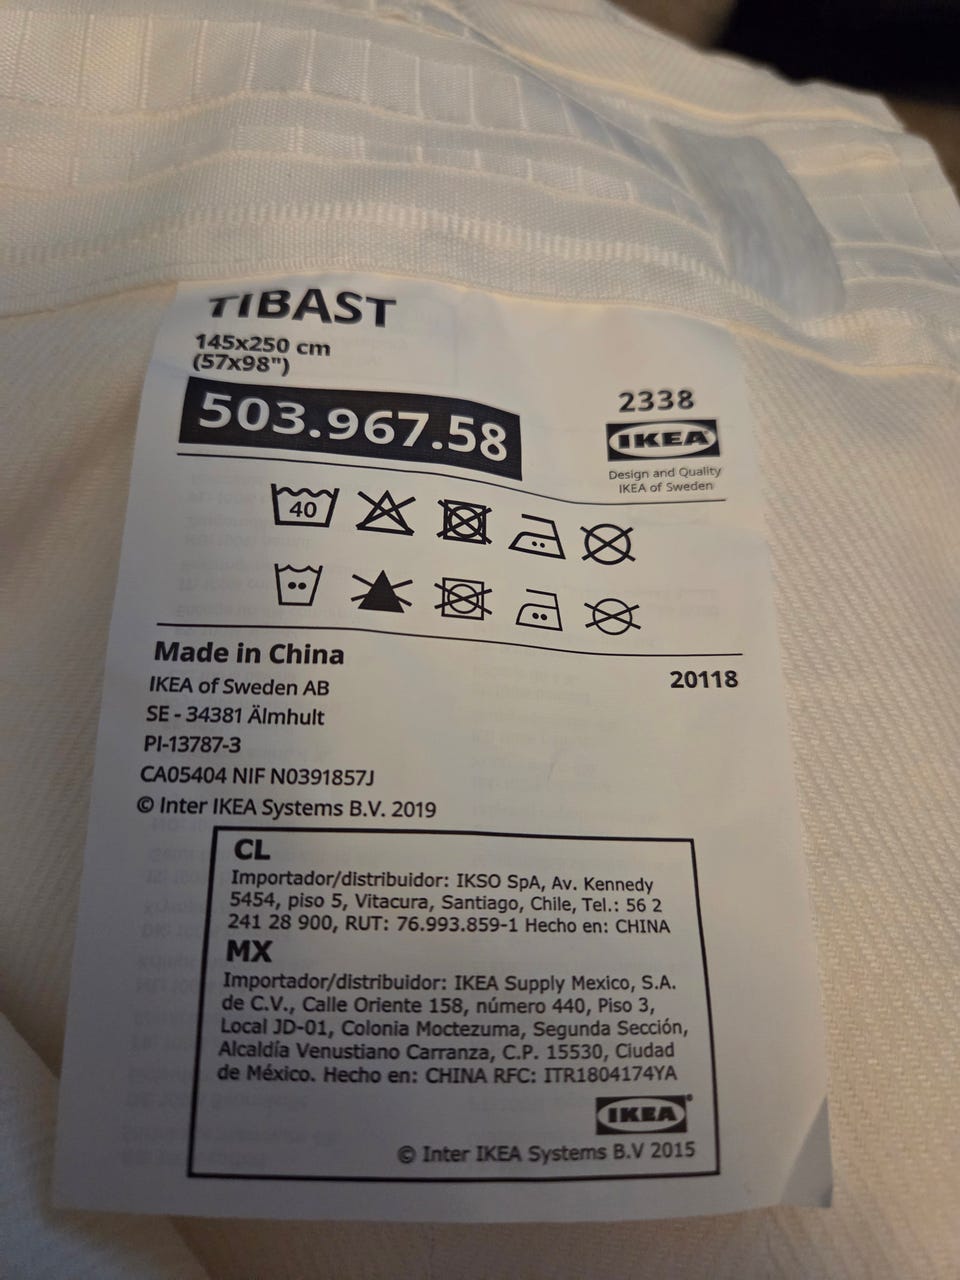 TIBAST
145x250 cm
(57x98")
503.967.58
2338
IKEA
Design and Quality
IKEA of Sweden
40
Made in China
20118
IKEA of Sweden AB
SE - 34381 Älmhult
PI-13787-3
CA05404 NIF N0391857J
© Inter IKEA Systems B.V. 2019
CL
Importador/distribuidor: IKSO SpA, Av. Kennedy
5454, piso 5, Vitacura, Santiago, Chile, Tel.: 56 2
241 28 900, RUT: 76.993.859-1 Hecho en: CHINA
MX
Importador/distribuidor: IKEA Supply Mexico, S.A.
de C.V., Calle Oriente 158, número 440, Piso 3,
Local JD-01, Colonia Moctezuma, Segunda Sección,
Alcaldía Venustiano Carranza, C.P. 15530, Ciudad
de México. Hecho en: CHINA RFC: ITR1804174YA
IKEA®
© Inter IKEA Systems B.V 2015